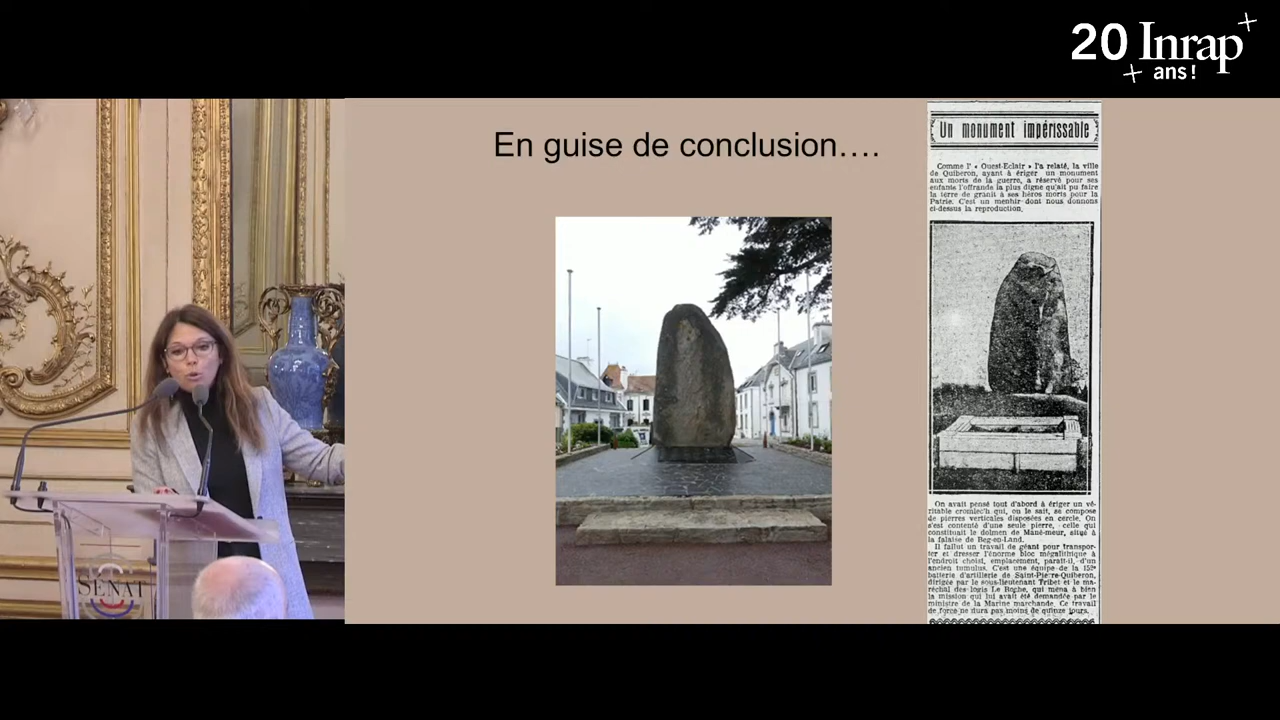 20 Inrap
ans !
En guise de conclusion….
Un monument impérissable
Comme l' « Ouest-Eclair » l'a relaté, la ville
de Quiberon, ayant à ériger un monument
aux morts de la guerre, a réservé pour ses
enfants l'offrande la plus digne qu'ait pu faire
la terre de granit à ses héros morts pour la
Patrie. C'est un menhir dont nous donnons
ci-dessus la reproduction.
On avait pensé tout d'abord à ériger un vé-
ritable cromlec'h qui, on le sait, se compose
de pierres verticales disposées en cercle. On
s'est contenté d'une seule pierre, celle qui
constituait le dolmen de Mané-meur, situé à
la falaise de Beg-en-Land.
Il fallut un travail de géant pour transpor-
ter et dresser l'énorme bloc mégalithique à
l'endroit choisi, emplacement, paraît-il, d'un
ancien tumulus. C'est une équipe de la 152e
batterie d'artillerie de Saint-Pierre-Quiberon,
dirigée par le sous-lieutenant Tribet et le ma-
réchal des logis Le Roche, qui mena à bien
la mission qui lui avait été demandée par le
ministre de la Marine marchande. Ce travail
de force ne dura pas moins de quinze jours.
SÉNAT